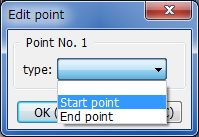 Edit point
Point No. 1
type:
Start point
End point
OK (
)